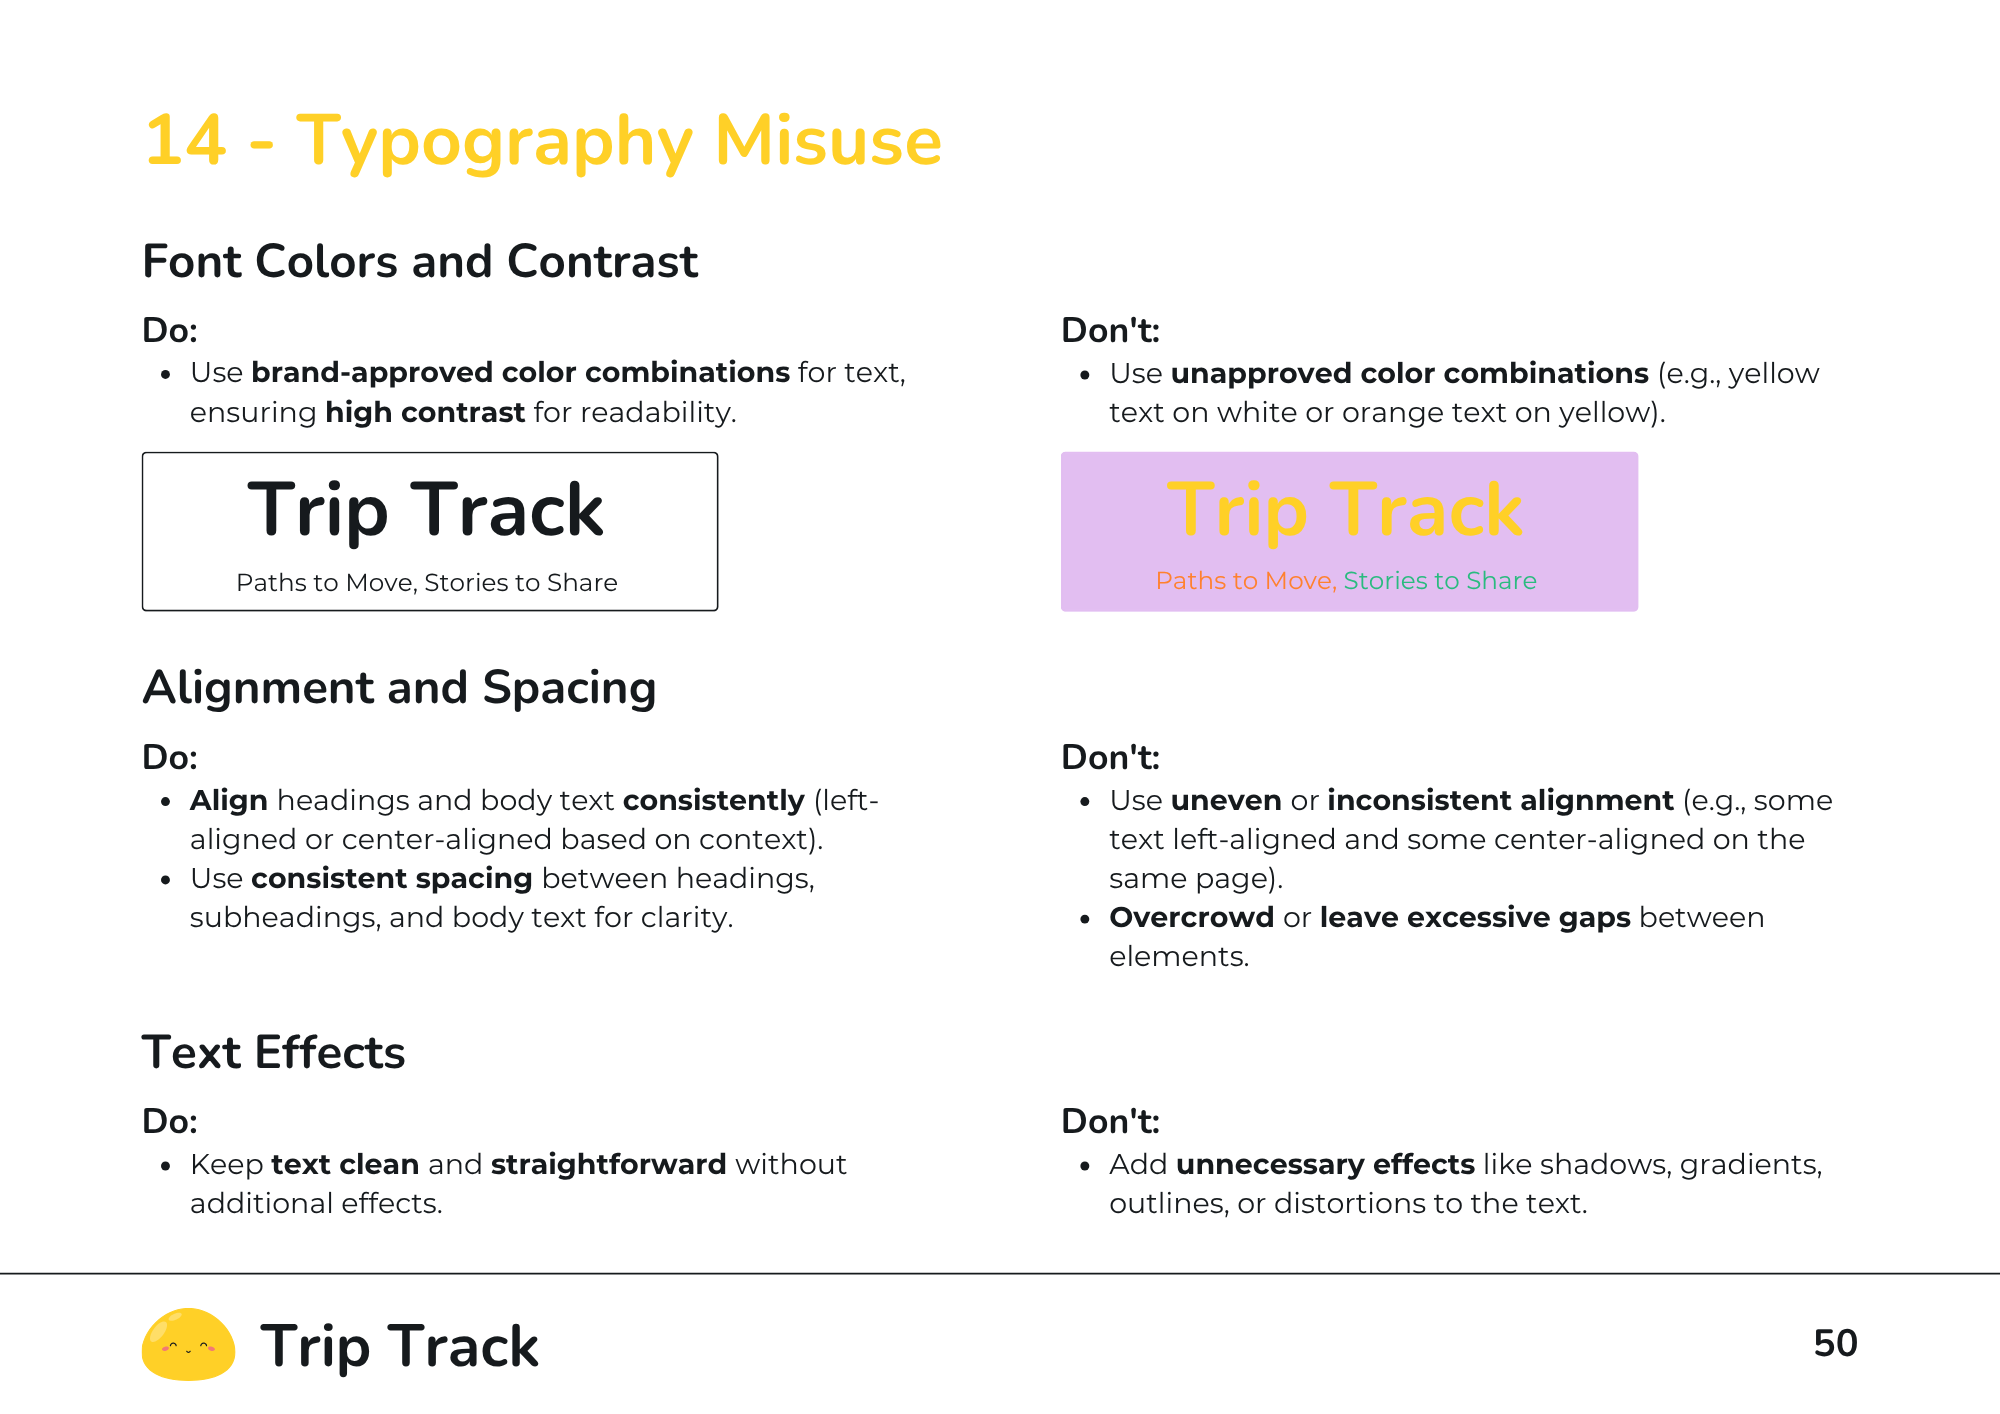 14 - Typography Misuse
Font Colors and Contrast
Do:
• Use brand-approved color combinations for text,
ensuring high contrast for readability.
Trip Track
Paths to Move, Stories to Share
Don't:
• Use unapproved color combinations (e.g., yellow
text on white or orange text on yellow).
Trip Track
Paths to Move, Stories to Share
Alignment and Spacing
Do:
• Align headings and body text consistently (left-
aligned or center-aligned based on context).
• Use consistent spacing between headings,
subheadings, and body text for clarity.
Don't:
• Use uneven or inconsistent alignment (e.g., some
text left-aligned and some center-aligned on the
same page).
• Overcrowd or leave excessive gaps between
elements.
Text Effects
Do:
• Keep text clean and straightforward without
additional effects.
Don't:
• Add unnecessary effects like shadows, gradients,
outlines, or distortions to the text.
Trip Track
50